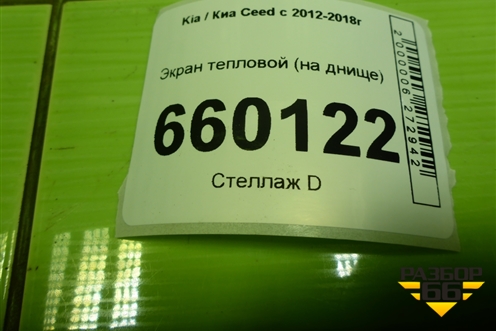 Kia / Киа Ceed с 2012-2018г
Экран тепловой (на днище)
660122
Стеллаж D
2000006272942
РАЗБОР
66